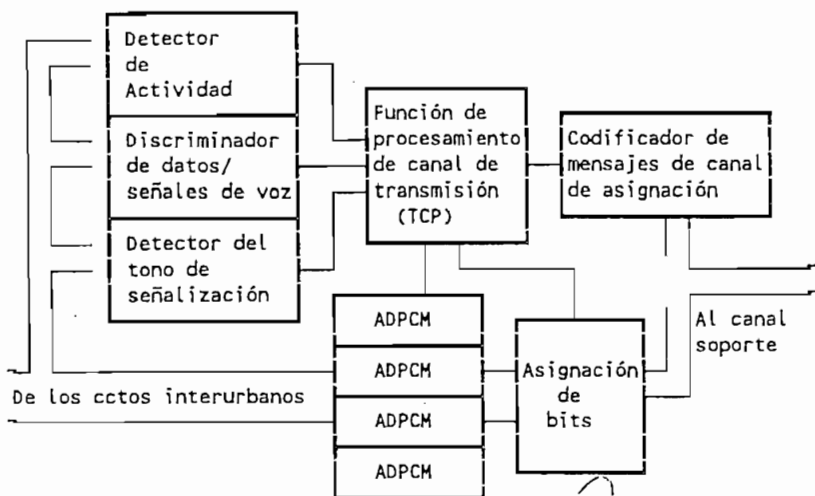 Detector
de
Actividad
Discriminador
de datos/
señales de voz
Detector del
tono de
señalización
Función de
procesamiento
de canal de
transmisión
(TCP)
Codificador de
mensajes de canal
de asignación
ADPCM
ADPCM
ADPCM
ADPCM
Asignación
de
bits
Al canal
soporte
De los cctos interurbanos